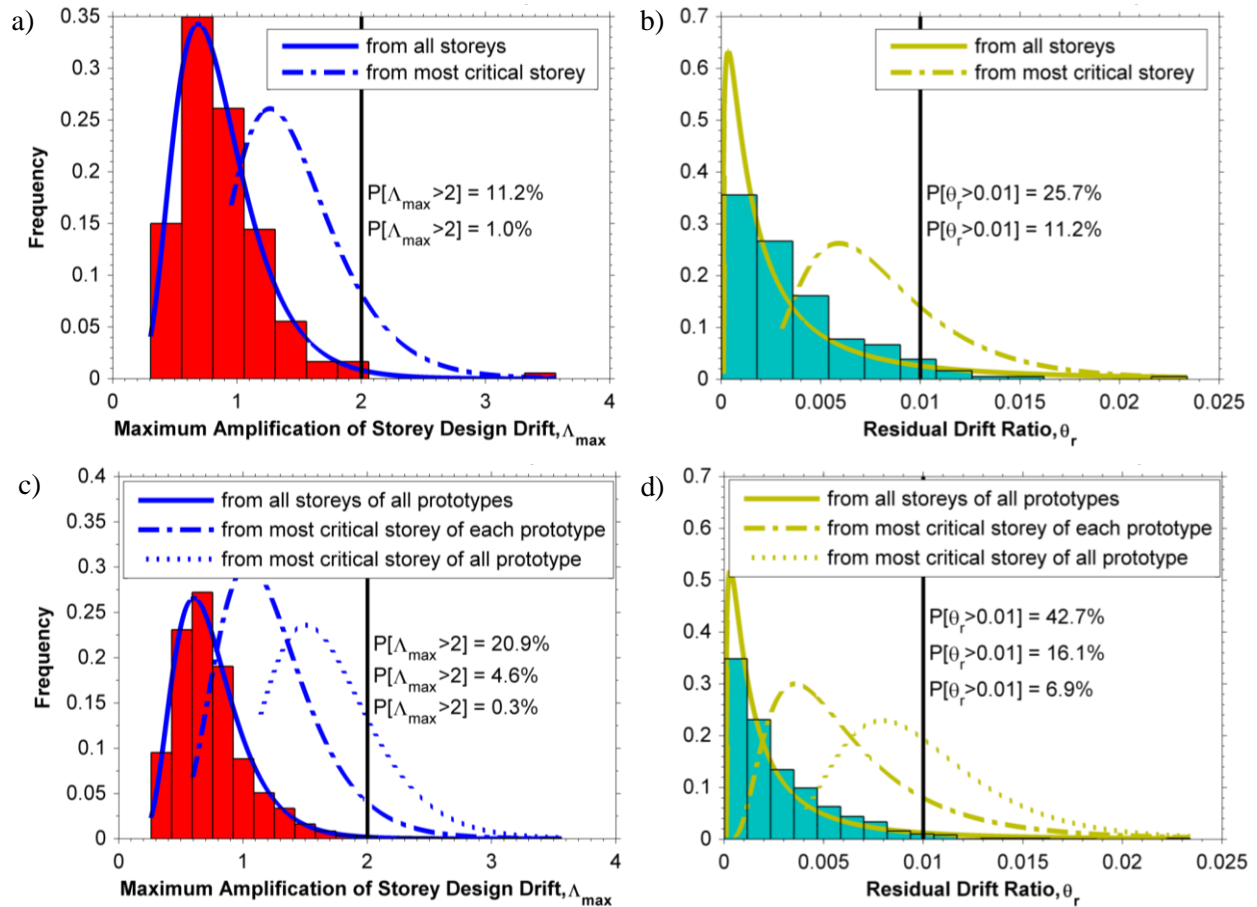 a)
0.35
0.3
0.25
0.2
0.15
0.1
0.05
0
Frequency
from all storeys
from most critical storey
P[Λmax>2] = 11.2%
P[Λmax>2] = 1.0%
0 1 2 3 4
Maximum Amplification of Storey Design Drift,Λmax
b)
0.7
0.6
0.5
0.4
0.3
0.2
0.1
0
from all storeys
from most critical storey
P[θr>0.01] = 25.7%
P[θr>0.01] = 11.2%
0 0.005 0.01 0.015 0.02 0.025
Residual Drift Ratio,θr
c)
0.4
0.35
0.3
0.25
0.2
0.15
0.1
0.05
0
Frequency
from all storeys of all prototypes
from most critical storey of each prototype
from most critical storey of all prototype
P[Λmax>2] = 20.9%
P[Λmax>2] = 4.6%
P[Λmax>2] = 0.3%
0 1 2 3 4
Maximum Amplification of Storey Design Drift,Λmax
d)
0.7
0.6
0.5
0.4
0.3
0.2
0.1
0
from all storeys of all prototypes
from most critical storey of each prototype
from most critical storey of all prototype
P[θr>0.01] = 42.7%
P[θr>0.01] = 16.1%
P[θr>0.01] = 6.9%
0 0.005 0.01 0.015 0.02 0.025
Residual Drift Ratio,θr